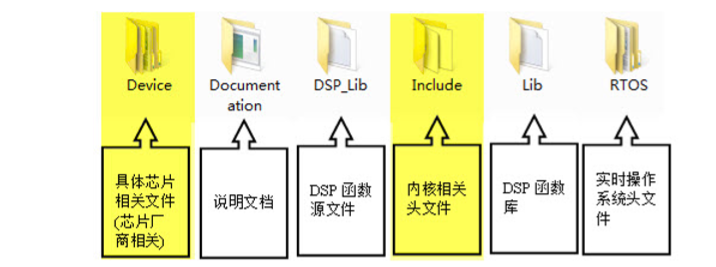 Device
Document
ation
DSP_Lib
Include
Lib
RTOS
具体芯片
相关文件
(芯片厂
商相关)
说明文档
DSP 函数
源文件
内核相关
头文件
DSP 函数
库
实时操作
系统头文
件